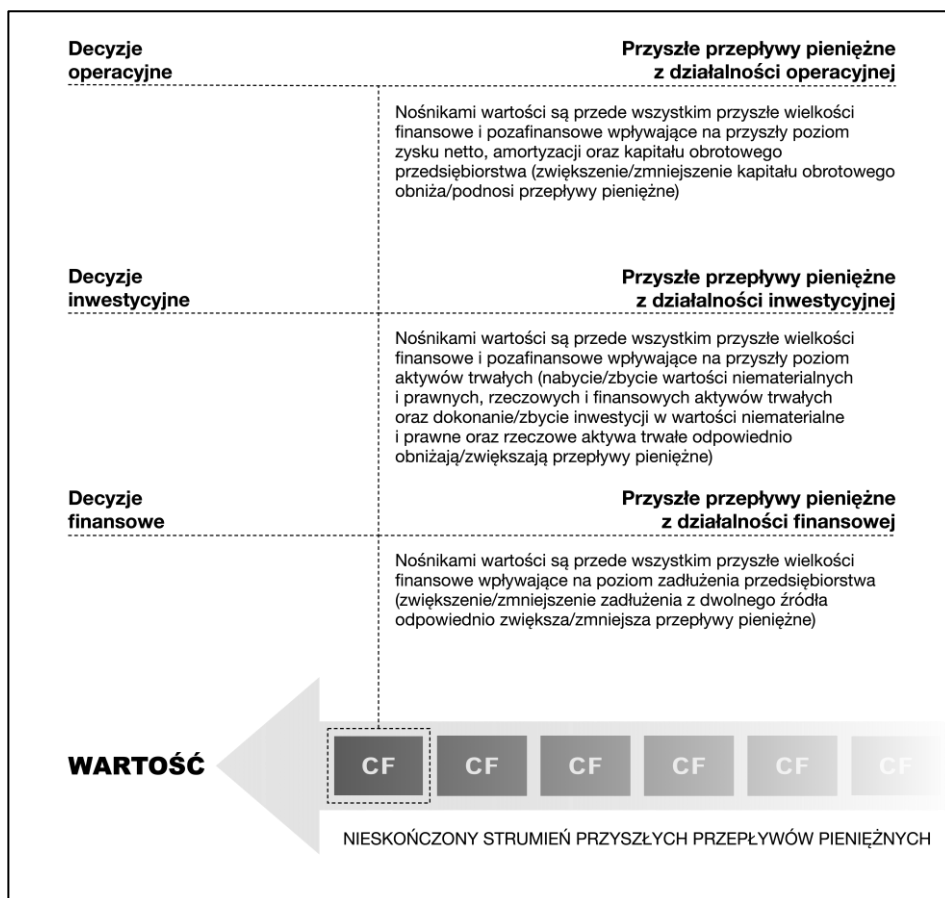 Decyzje
operacyjne
Przyszłe przepływy pieniężne
z działalności operacyjnej
Nośnikami wartości są przede wszystkim przyszłe wielkości
finansowe i pozafinansowe wpływające na przyszły poziom
zysku netto, amortyzacji oraz kapitału obrotowego
przedsiębiorstwa (zwiększenie/zmniejszenie kapitału obrotowego
obniża/podnosi przepływy pieniężne)
Decyzje
inwestycyjne
Przyszłe przepływy pieniężne
z działalności inwestycyjnej
Nośnikami wartości są przede wszystkim przyszłe wielkości
finansowe i pozafinansowe wpływające na przyszły poziom
aktywów trwałych (nabycie/zbycie wartości niematerialnych
i prawnych, rzeczowych i finansowych aktywów trwałych
oraz dokonanie/zbycie inwestycji w wartości niematerialne
i prawne oraz rzeczowe aktywa trwałe odpowiednio
obniżają/zwiększają przepływy pieniężne)
Decyzje
finansowe
Przyszłe przepływy pieniężne
z działalności finansowej
Nośnikami wartości są przede wszystkim przyszłe wielkości
finansowe wpływające na poziom zadłużenia przedsiębiorstwa
(zwiększenie/zmniejszenie zadłużenia z dwolnego źródła
odpowiednio zwiększa/zmniejsza przepływy pieniężne)
WARTOŚĆ
CF CF CF CF CF CF
NIESKOŃCZONY STRUMIEŃ PRZYSZŁYCH PRZEPŁYWÓW PIENIĘŻNYCH